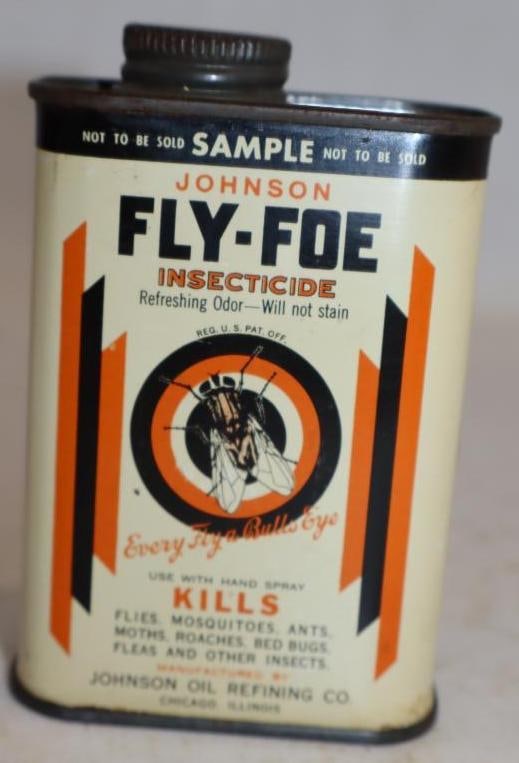 NOT TO BE SOLD SAMPLE NOT TO BE SOLD
JOHNSON
FLY-FOE
INSECTICIDE
Refreshing Odor—Will not stain
REG. U.S. PAT. OFF.
Every Fly a Bulls Eye
USE WITH HAND SPRAY
KILLS
FLIES, MOSQUITOES, ANTS,
MOTHS, ROACHES, BED BUGS,
FLEAS AND OTHER INSECTS.
MANUFACTURED BY
JOHNSON OIL REFINING CO.
CHICAGO, ILLINOIS